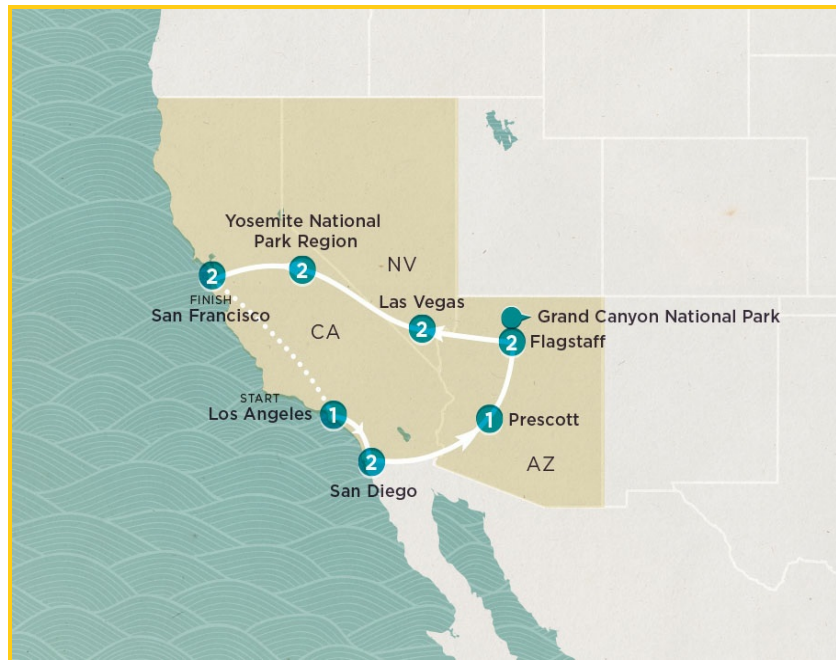 Yosemite National
Park Region
NV
2
2
FINISH
San Francisco
Las Vegas
2
Grand Canyon National Park
CA
2
Flagstaff
START
Los Angeles
1
1
Prescott
2
San Diego
AZ